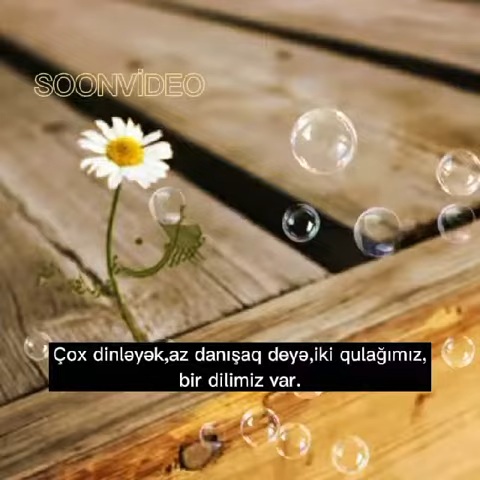 SOONVİDEO
Çox dinləyək,az danışaq deyə,iki qulağımız,
bir dilimiz var.